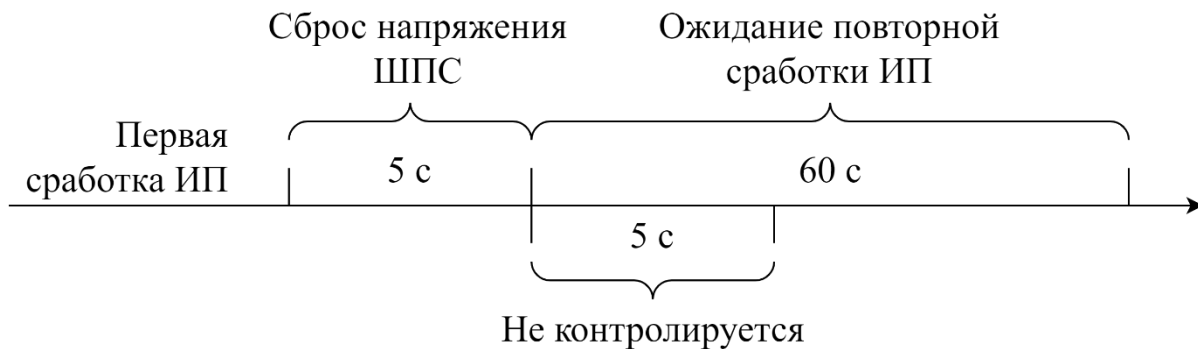 Сброс напряжения
ШПС
Ожидание повторной
сработки ИП
Первая
сработка ИП
5 с
60 с
5 с
Не контролируется